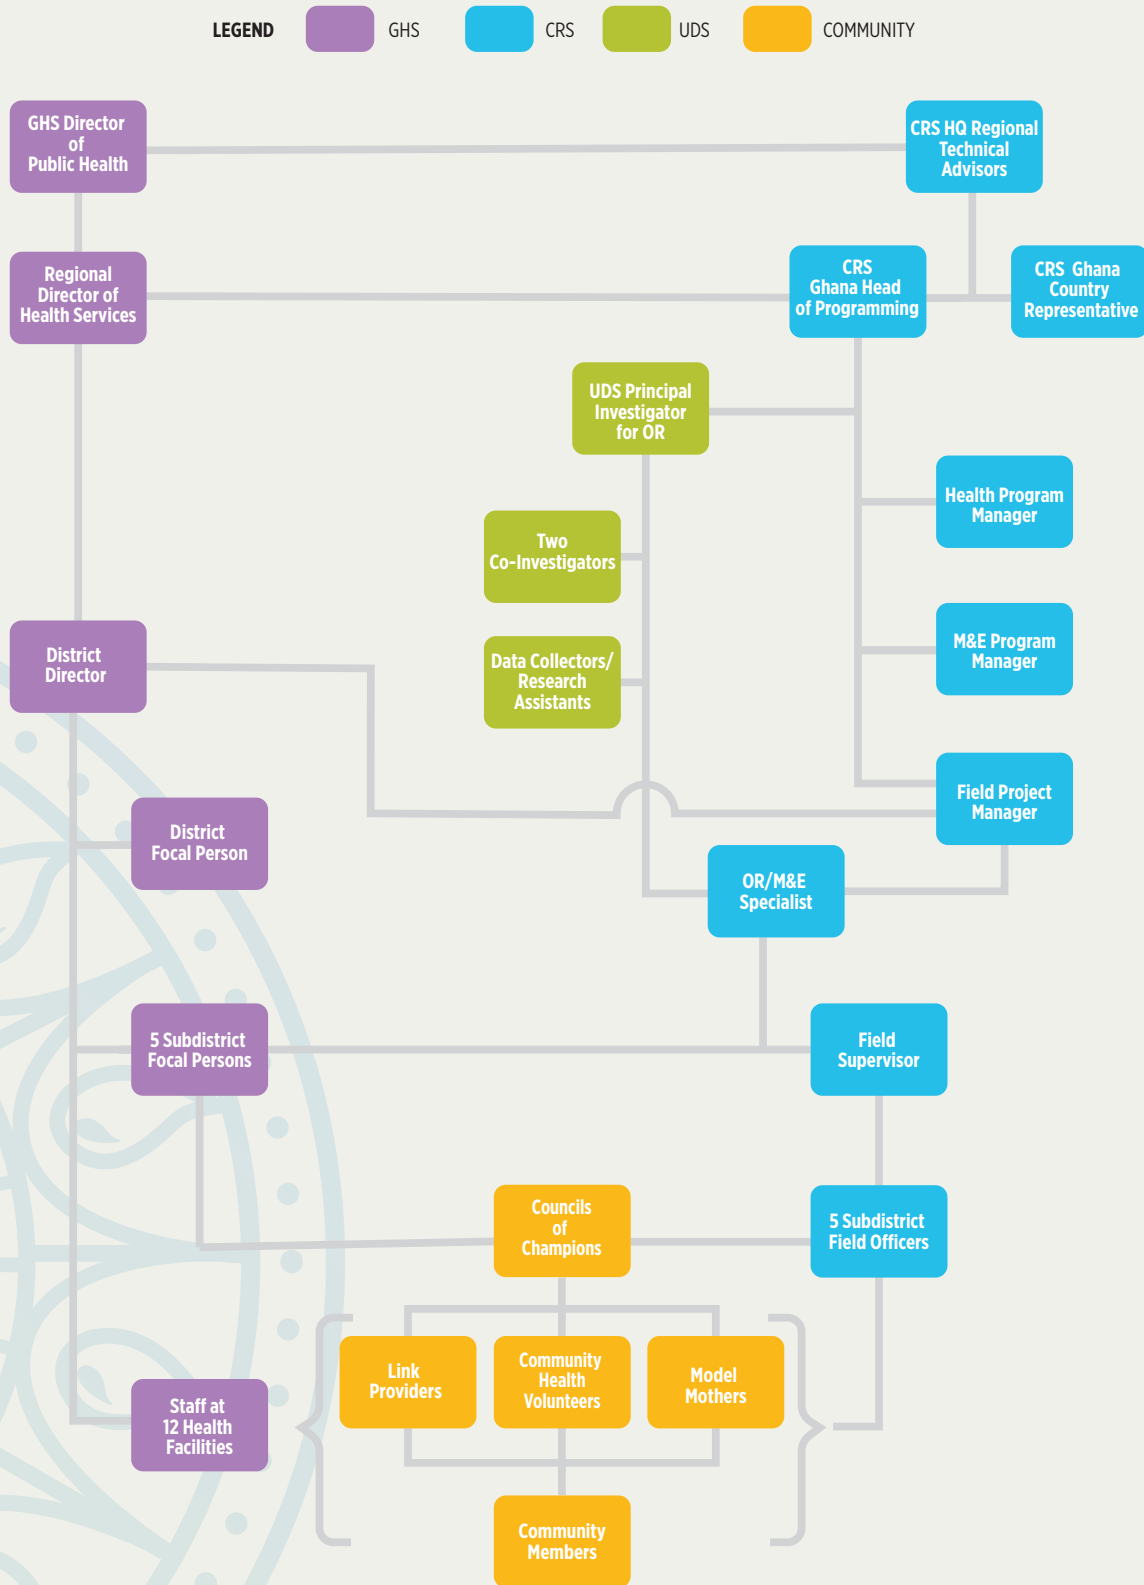 LEGEND GHS CRS UDS COMMUNITY
GHS Director
of
Public Health
CRS HQ Regional
Technical
Advisors
Regional
Director of
Health Services
CRS
Ghana Head
of Programming
CRS Ghana
Country
Representative
UDS Principal
Investigator
for OR
Health Program
Manager
Two
Co-Investigators
M&E Program
Manager
District
Director
Data Collectors/
Research
Assistants
Field Project
Manager
District
Focal Person
OR/M&E
Specialist
5 Subdistrict
Focal Persons
Field
Supervisor
Councils
of
Champions
5 Subdistrict
Field Officers
Link
Providers
Community
Health
Volunteers
Model
Mothers
Staff at
12 Health
Facilities
Community
Members